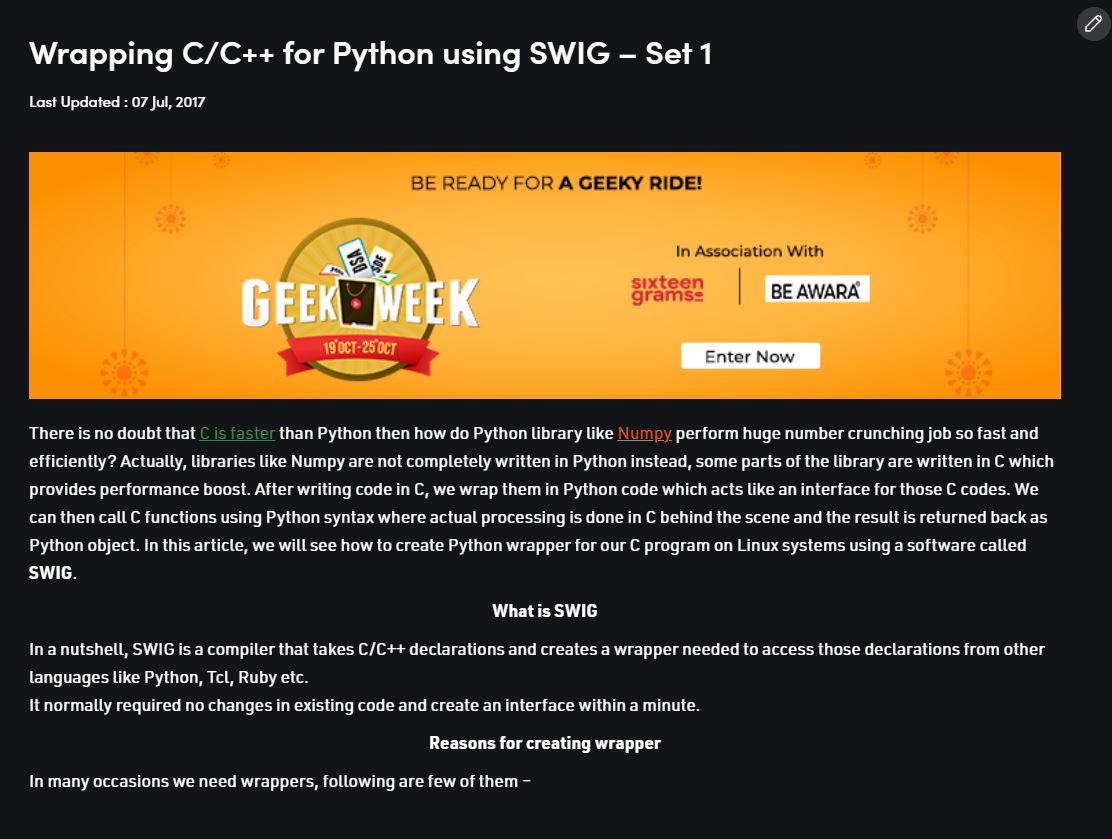 Wrapping C/C++ for Python using SWIG – Set 1
Last Updated : 07 Jul, 2017
BE READY FOR A GEEKY RIDE!
DSA
SDE
GEEK WEEK
19 OCT-25 OCT
In Association With
sixteen
grams
BE AWARA®
Enter Now
There is no doubt that C is faster than Python then how do Python library like Numpy perform huge number crunching job so fast and
efficiently? Actually, libraries like Numpy are not completely written in Python instead, some parts of the library are written in C which
provides performance boost. After writing code in C, we wrap them in Python code which acts like an interface for those C codes. We
can then call C functions using Python syntax where actual processing is done in C behind the scene and the result is returned back as
Python object. In this article, we will see how to create Python wrapper for our C program on Linux systems using a software called
SWIG.
What is SWIG
In a nutshell, SWIG is a compiler that takes C/C++ declarations and creates a wrapper needed to access those declarations from other
languages like Python, Tcl, Ruby etc.
It normally required no changes in existing code and create an interface within a minute.
Reasons for creating wrapper
In many occasions we need wrappers, following are few of them –